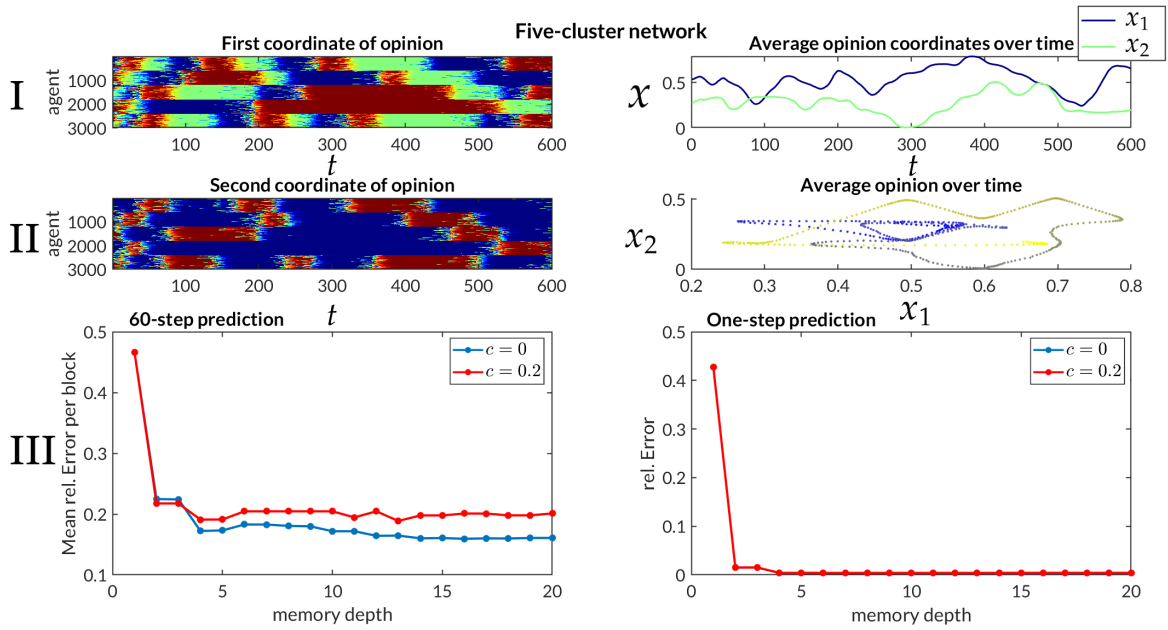 Five-cluster network
x1
x2
I
First coordinate of opinion
agent
1000
2000
3000
100 200 300 400 500 600
t
Average opinion coordinates over time
x
0.5
0
0 100 200 300 400 500 600
t
II
Second coordinate of opinion
agent
1000
2000
3000
100 200 300 400 500 600
t
Average opinion over time
x2
0.5
0
0.2 0.3 0.4 0.5 0.6 0.7 0.8
x1
III
60-step prediction
Mean rel. Error per block
0.5
0.4
0.3
0.2
0.1
c = 0
c = 0.2
0 5 10 15 20
memory depth
One-step prediction
rel. Error
0.5
0.4
0.3
0.2
0.1
0
c = 0
c = 0.2
0 5 10 15 20
memory depth